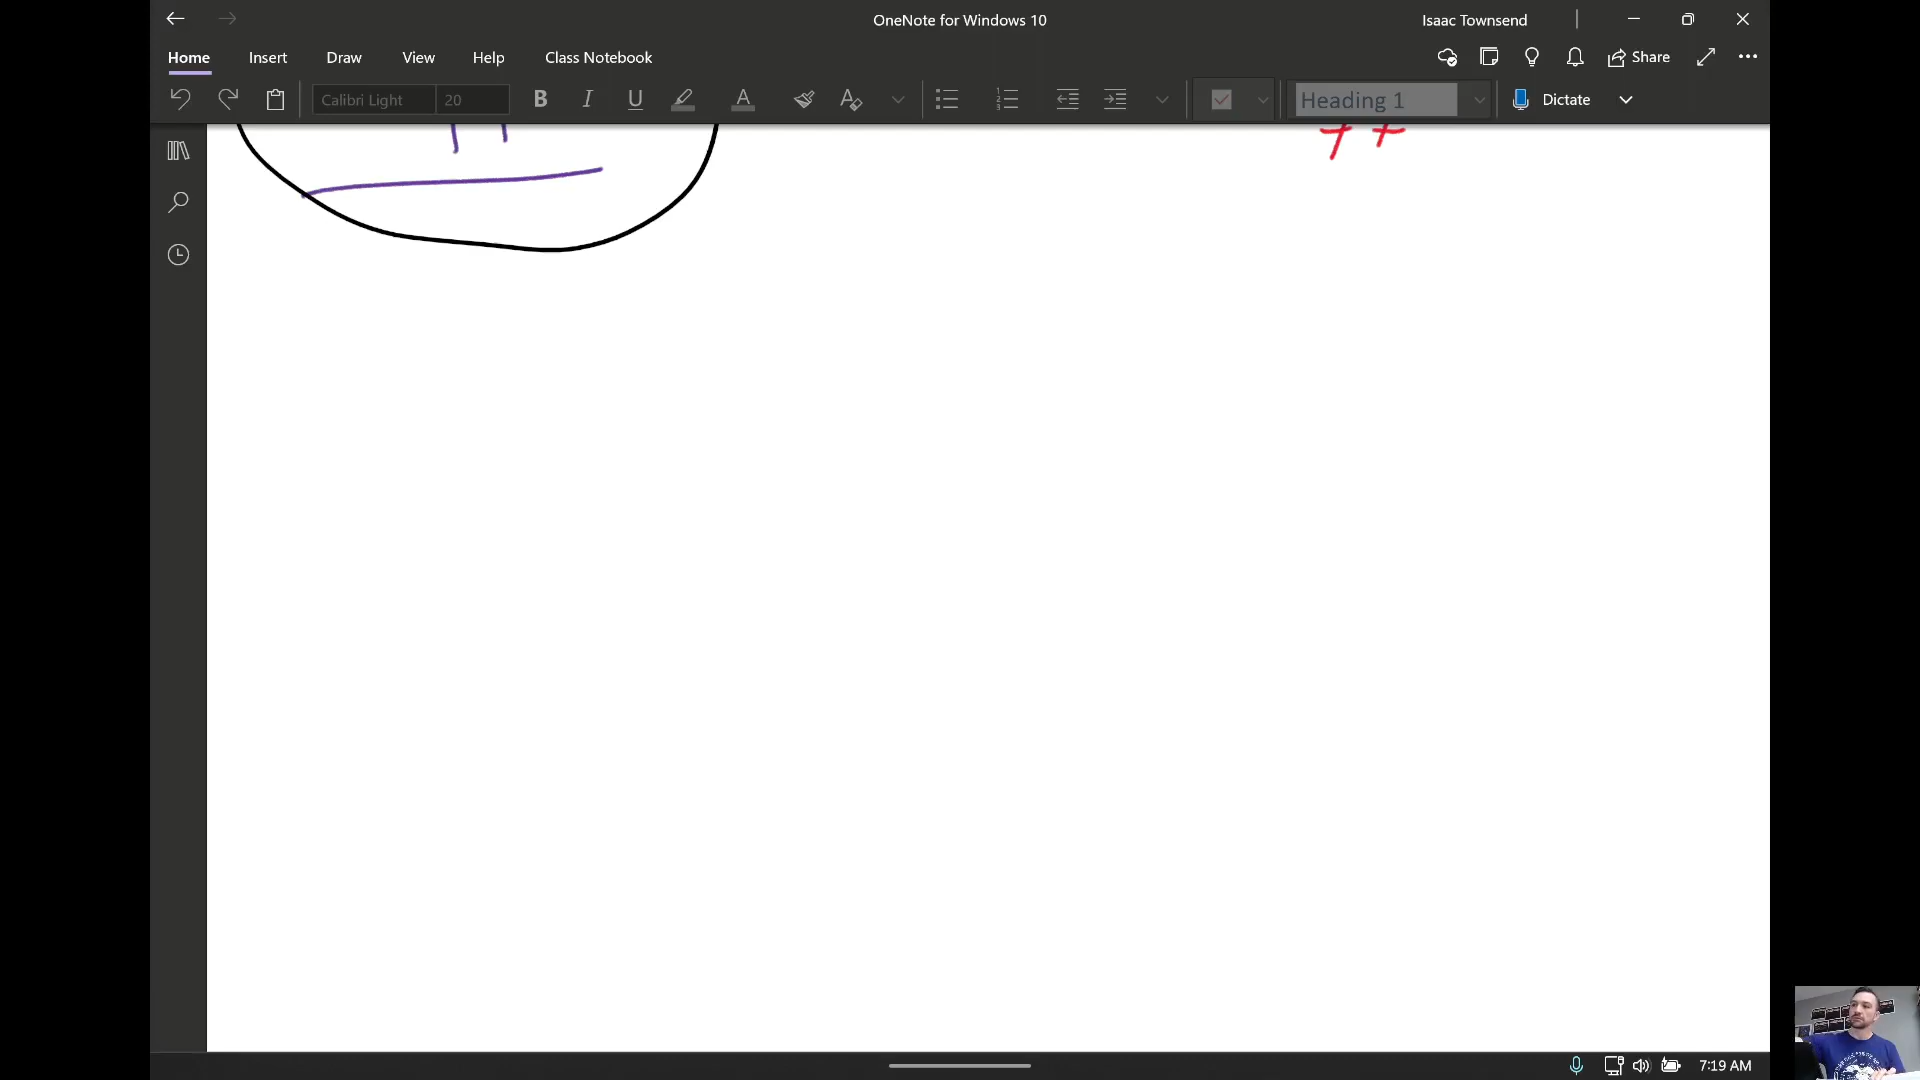 OneNote for Windows 10
Isaac Townsend
Home Insert Draw View Help Class Notebook
Share
Calibri Light 20 B I U A A Heading 1 Dictate
7:19 AM